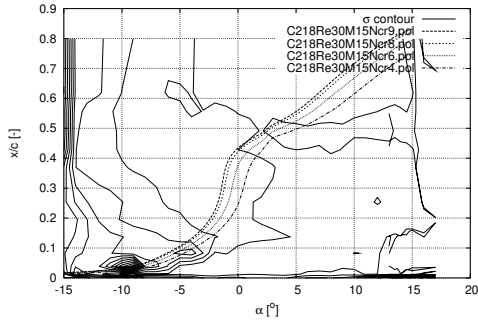 0.9
0.8
0.7
0.6
0.5
0.4
0.3
0.2
0.1
0
x/c [-]
σ contour
C218Re30M15Ncr9.pol
C218Re30M15Ncr8.pol
C218Re30M15Ncr6.pol
C218Re30M15Ncr4.pol
-15 -10 -5 0 5 10 15 20
α [°]